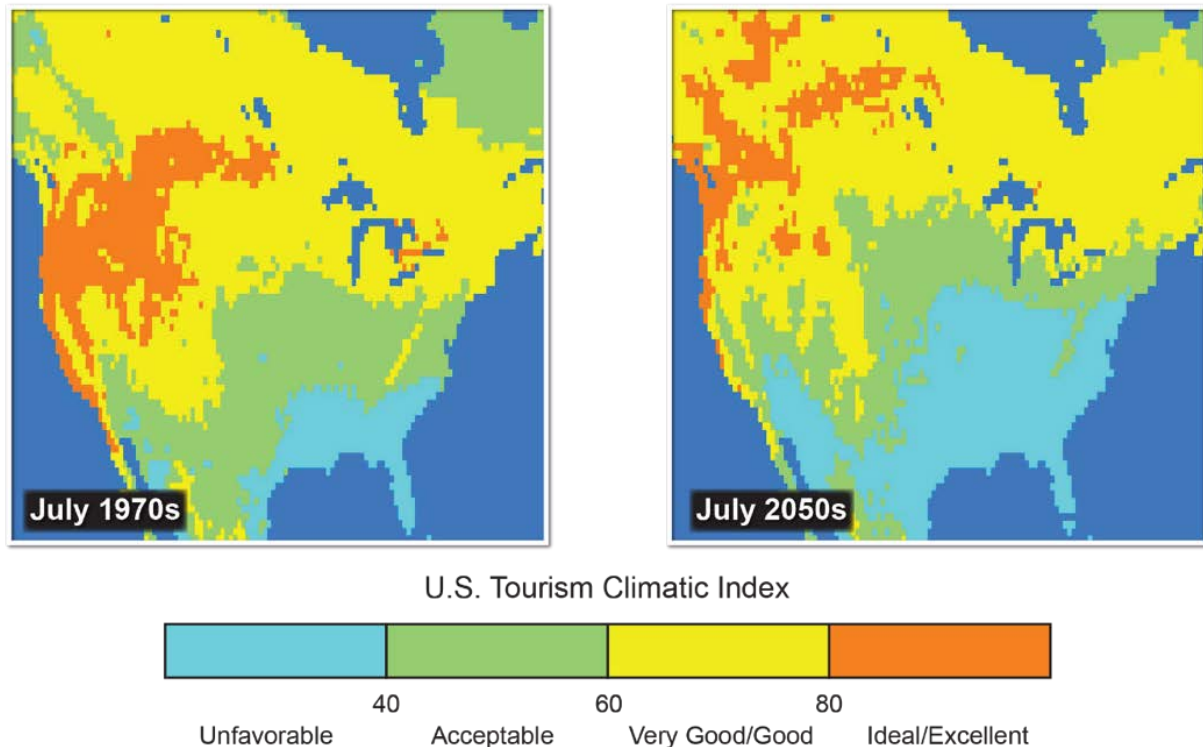 July 1970s
July 2050s
U.S. Tourism Climatic Index
40
60
80
Unfavorable
Acceptable
Very Good/Good
Ideal/Excellent